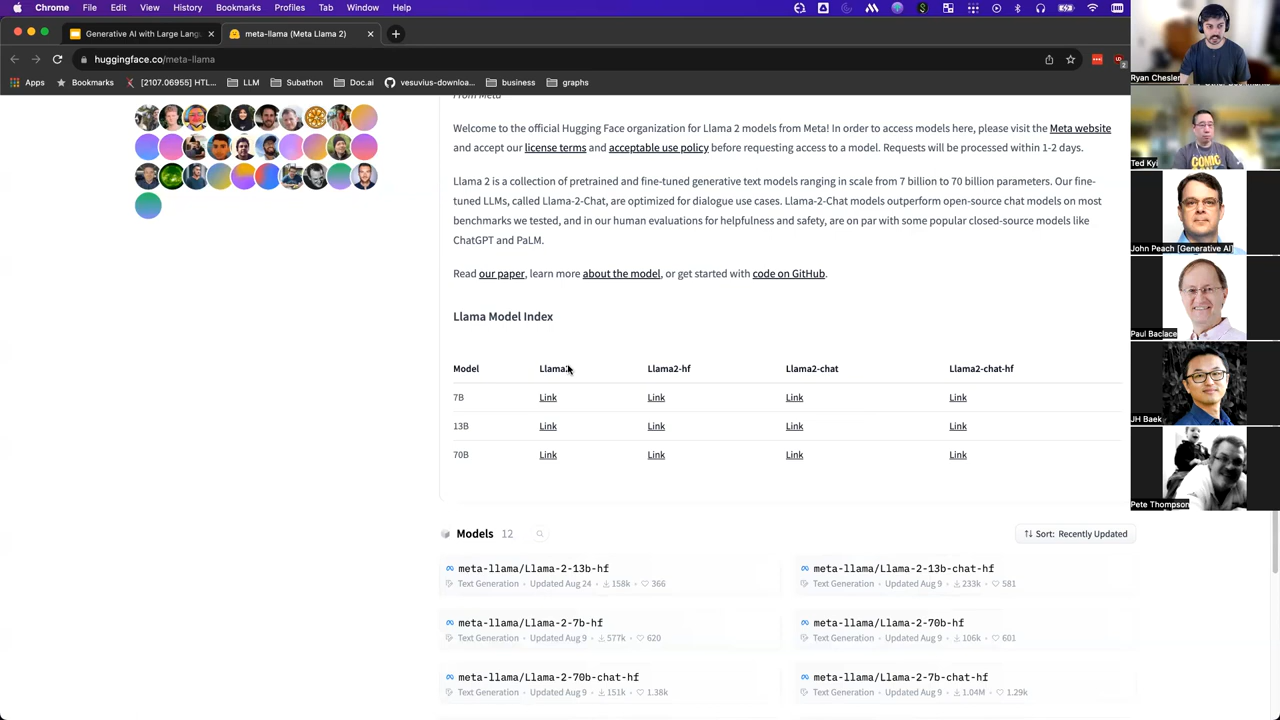 Chrome File Edit View History Bookmarks Profiles Tab Window Help
Generative AI with Large Lang
meta-llama (Meta Llama 2)
huggingface.co/meta-llama
Apps Bookmarks [2107.06955] HTL... LLM Subathon Doc.ai vesuvius-downloa... business graphs
From Meta
Welcome to the official Hugging Face organization for Llama 2 models from Meta! In order to access models here, please visit the Meta website
and accept our license terms and acceptable use policy before requesting access to a model. Requests will be processed within 1-2 days.
Llama 2 is a collection of pretrained and fine-tuned generative text models ranging in scale from 7 billion to 70 billion parameters. Our fine-
tuned LLMs, called Llama-2-Chat, are optimized for dialogue use cases. Llama-2-Chat models outperform open-source chat models on most
benchmarks we tested, and in our human evaluations for helpfulness and safety, are on par with some popular closed-source models like
ChatGPT and PaLM.
Read our paper, learn more about the model, or get started with code on GitHub.
Llama Model Index
Model Llama2 Llama2-hf Llama2-chat Llama2-chat-hf
7B Link Link Link Link
13B Link Link Link Link
70B Link Link Link Link
Models 12
Sort: Recently Updated
meta-llama/Llama-2-13b-hf
Text Generation • Updated Aug 24 • 158k • 366
meta-llama/Llama-2-13b-chat-hf
Text Generation • Updated Aug 9 • 233k • 581
meta-llama/Llama-2-7b-hf
Text Generation • Updated Aug 9 • 577k • 620
meta-llama/Llama-2-70b-hf
Text Generation • Updated Aug 9 • 106k • 601
meta-llama/Llama-2-70b-chat-hf
Text Generation • Updated Aug 9 • 151k • 1.38k
meta-llama/Llama-2-7b-chat-hf
Text Generation • Updated Aug 9 • 1.04M • 1.29k
Ryan Chesler
COMIC
Ted Kyi
John Peach [Generative AI]
Paul Baclace
JH Baek
Pete Thompson